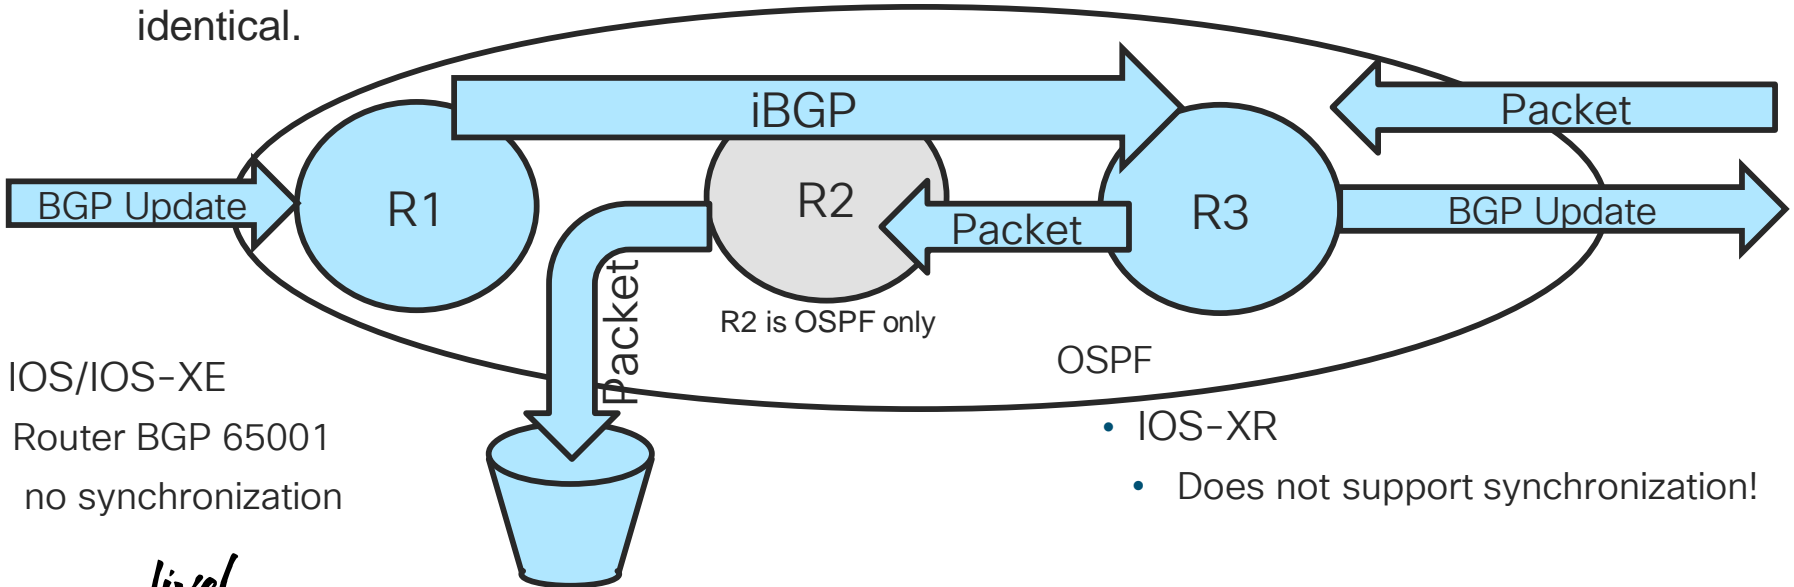 identical.
iBGP
Packet
BGP Update
R1
R2
Packet
R3
BGP Update
Packet
R2 is OSPF only
OSPF
IOS/IOS-XE
Router BGP 65001
no synchronization
• IOS-XR
• Does not support synchronization!
live!